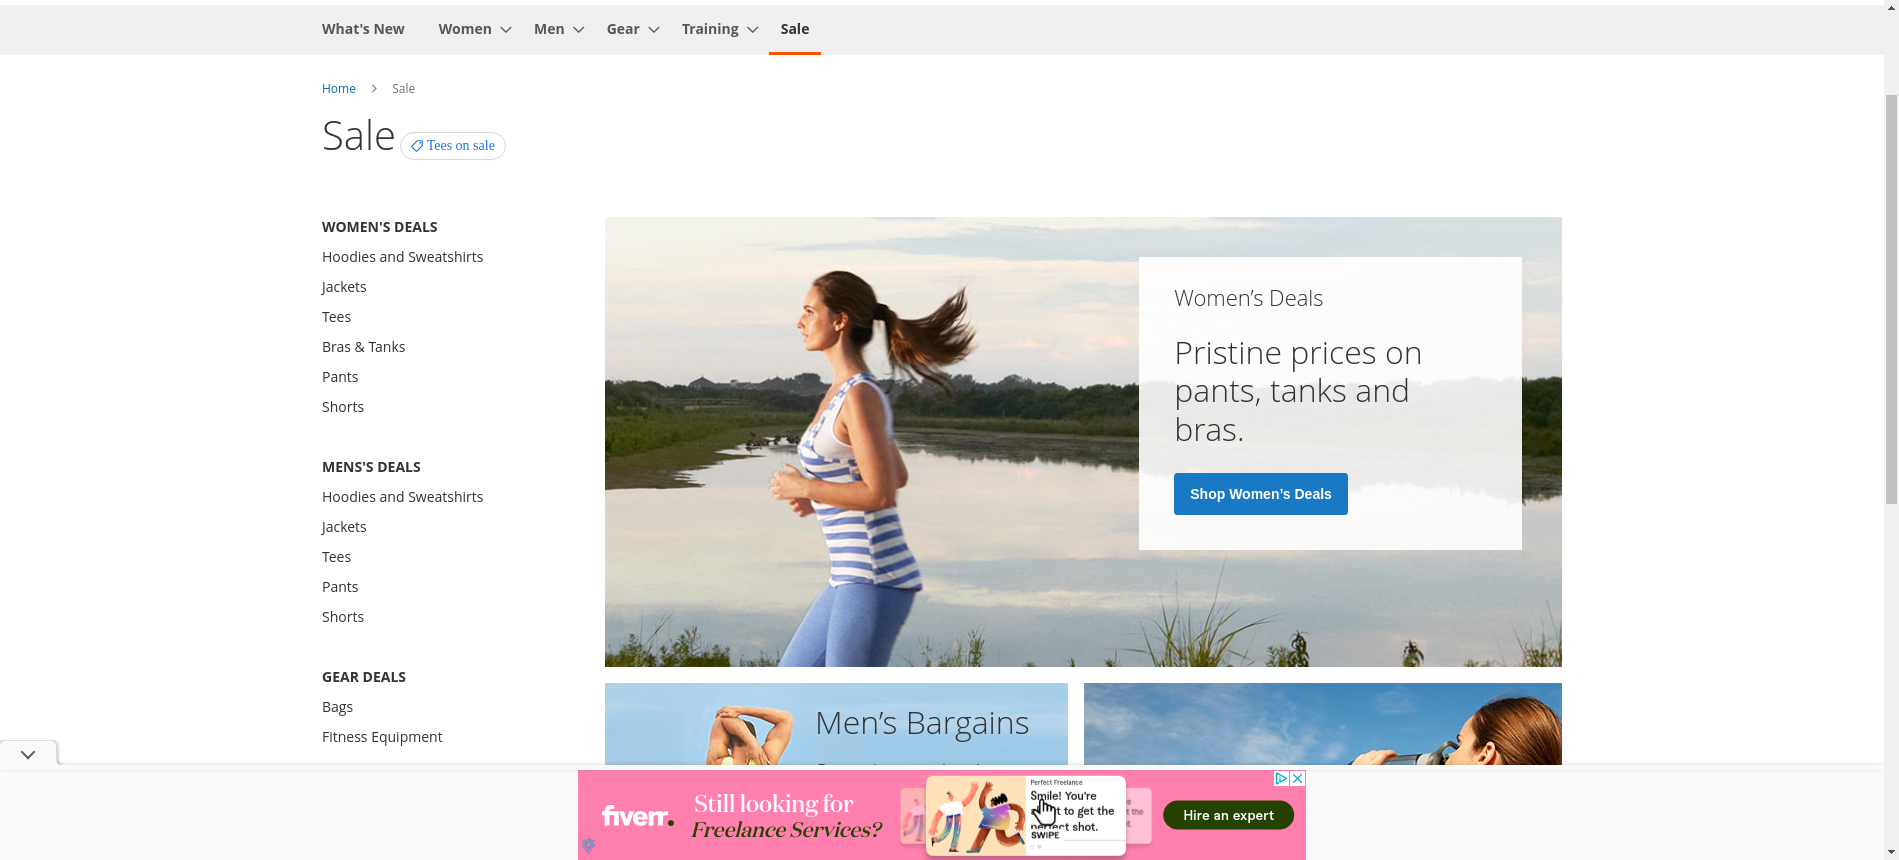 What's New Women Men Gear Training Sale
Home Sale
Sale Tees on sale
WOMEN'S DEALS
Hoodies and Sweatshirts
Jackets
Tees
Bras & Tanks
Pants
Shorts
MENS'S DEALS
Hoodies and Sweatshirts
Jackets
Tees
Pants
Shorts
GEAR DEALS
Bags
Fitness Equipment
Women’s Deals
Pristine prices on
pants, tanks and
bras.
Shop Women’s Deals
Men’s Bargains
fiverr.
Still looking for
Freelance Services?
Perfect Freelance
Smile! You're
to get the
perfect shot.
SWIPE
Hire an expert